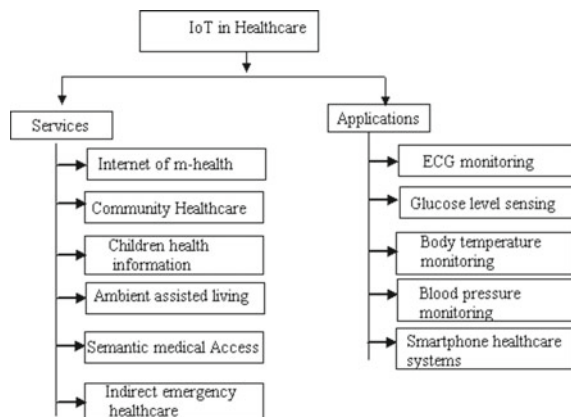 IoT in Healthcare
Services
Internet of m-health
Community Healthcare
Children health
information
Ambient assisted living
Semantic medical Access
Indirect emergency
healthcare
Applications
ECG monitoring
Glucose level sensing
Body temperature
monitoring
Blood pressure
monitoring
Smartphone healthcare
systems